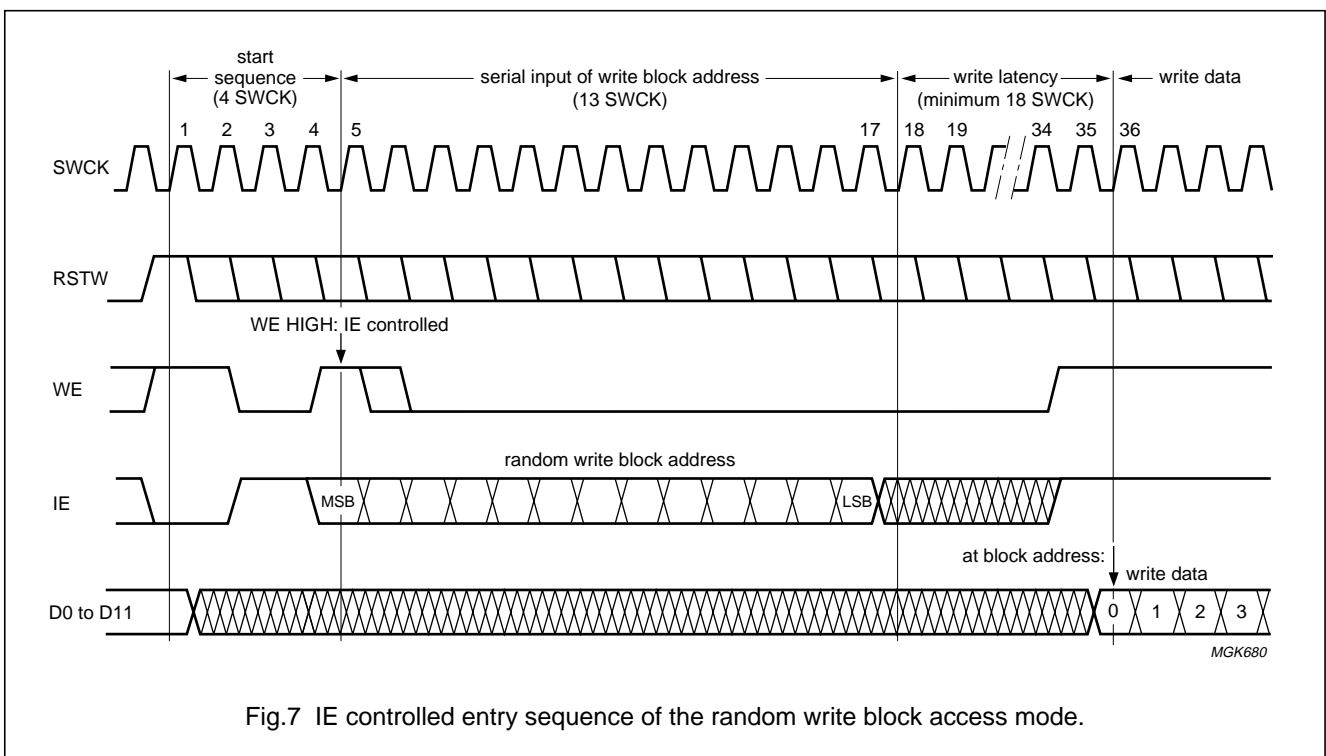 start
sequence
(4 SWCK)
serial input of write block address
(13 SWCK)
write latency
(minimum 18 SWCK)
write data
1 2 3 4 5 17 18 19 34 35 36
SWCK
RSTW
WE HIGH: IE controlled
WE
random write block address
IE
MSB
LSB
at block address:
write data
D0 to D11
0 1 2 3
MGK680
Fig.7 IE controlled entry sequence of the random write block access mode.